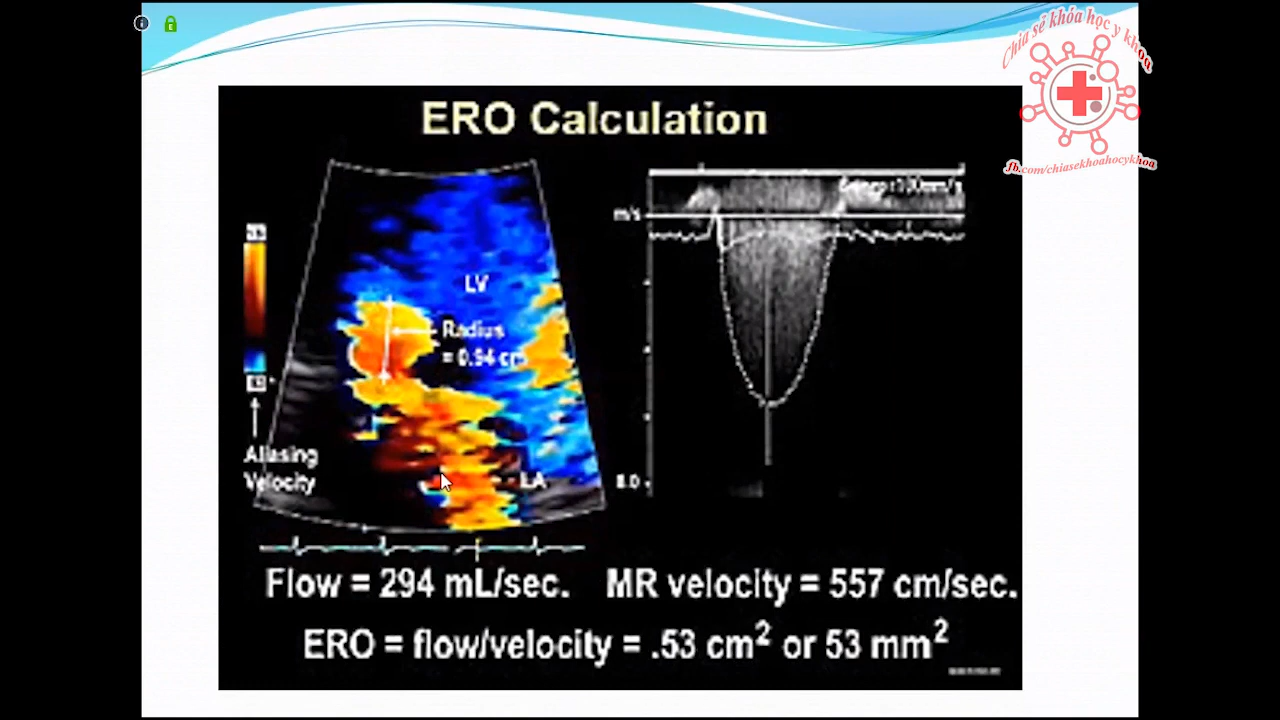 Chia sẻ khóa học y khoa
fb.com/chiasekhoahocykhoa
ERO Calculation
m/s
LV
Radius
= 0.94 cm
Aliasing
Velocity
LA
8.0
Flow = 294 mL/sec. MR velocity = 557 cm/sec.
ERO = flow/velocity = .53 cm² or 53 mm²